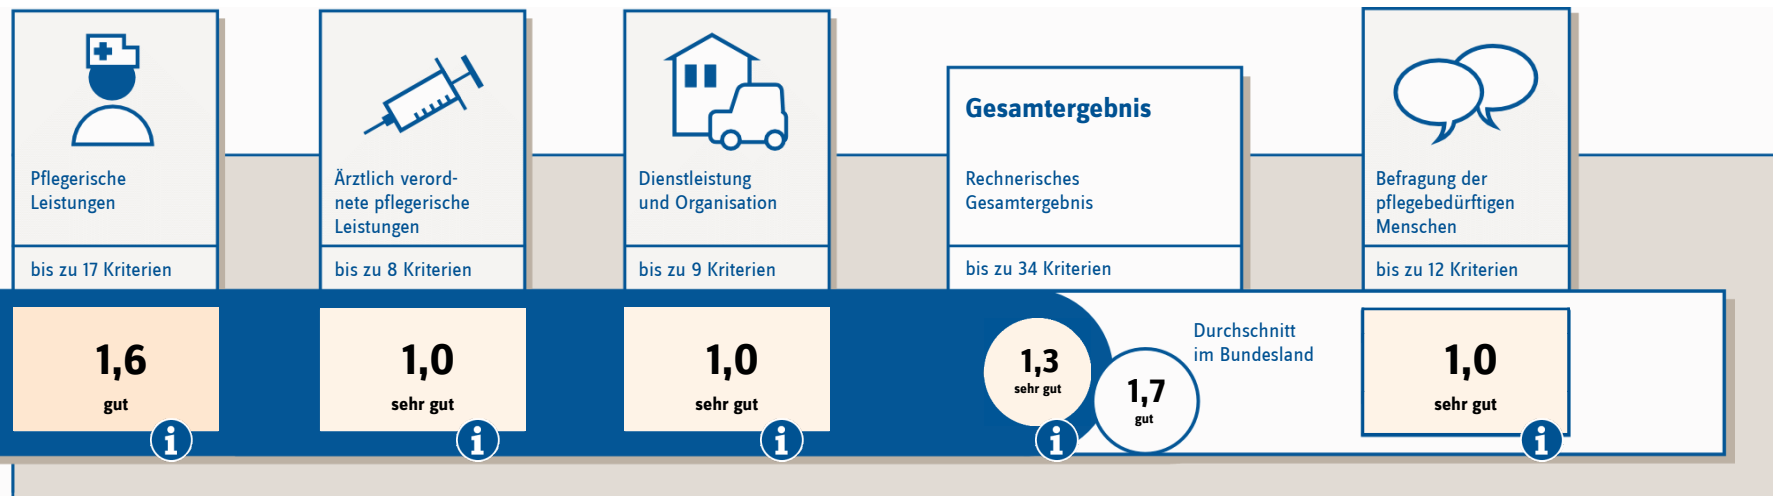 Pflegerische
Leistungen
bis zu 17 Kriterien
1,6
gut
Ärztlich verord-
nete pflegerische
Leistungen
bis zu 8 Kriterien
1,0
sehr gut
Dienstleistung
und Organisation
bis zu 9 Kriterien
1,0
sehr gut
Gesamtergebnis
Rechnerisches
Gesamtergebnis
bis zu 34 Kriterien
1,3
sehr gut
1,7
gut
Durchschnitt
im Bundesland
Befragung der
pflegebedürftigen
Menschen
bis zu 12 Kriterien
1,0
sehr gut